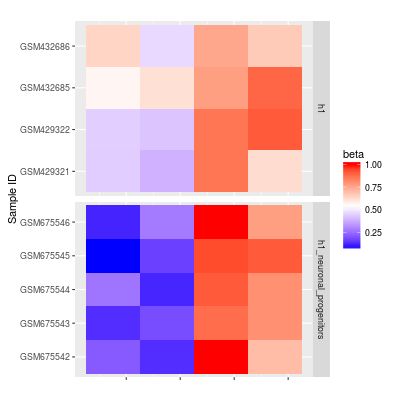 GSM432686
GSM432685
GSM429322
GSM429321
h1
GSM675546
GSM675545
GSM675544
GSM675543
GSM675542
h1_neuronal_progenitors
Sample ID
beta
1.00
0.75
0.50
0.25